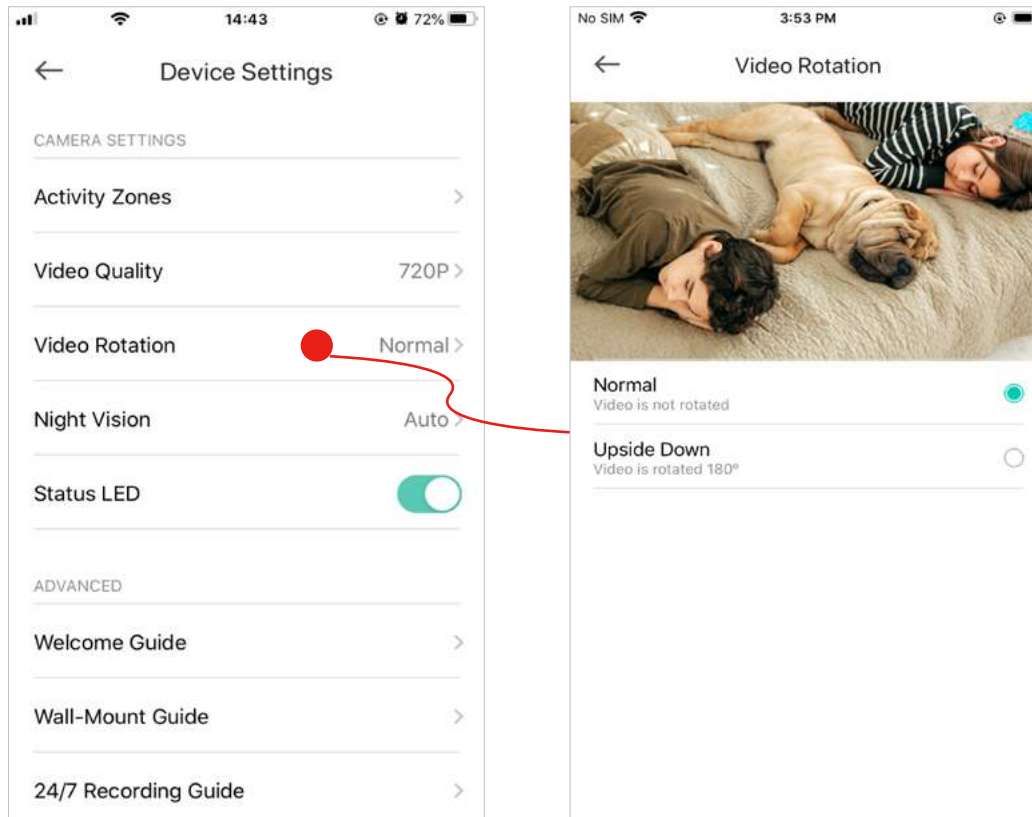 14:43
72%
Device Settings
CAMERA SETTINGS
Activity Zones
Video Quality 720P
Video Rotation Normal
Night Vision Auto
Status LED
ADVANCED
Welcome Guide
Wall-Mount Guide
24/7 Recording Guide
No SIM 3:53 PM
Video Rotation
Normal
Video is not rotated
Upside Down
Video is rotated 180°